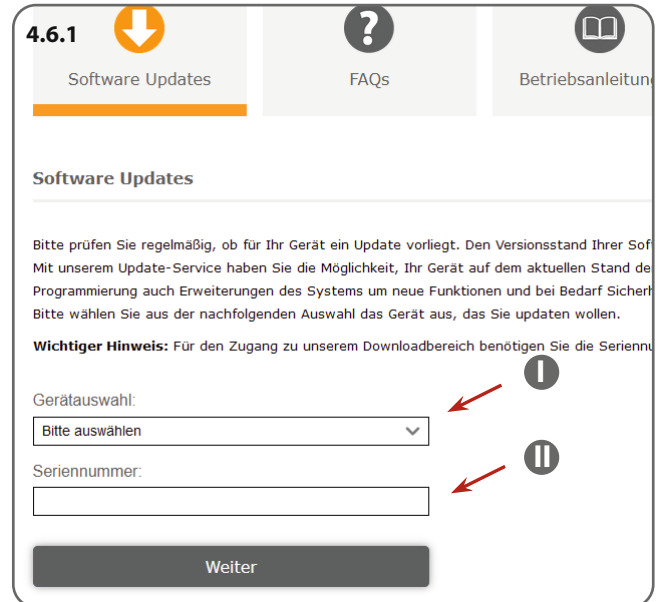 4.6.1
?
Software Updates FAQs Betriebsanleitung
Software Updates
Bitte prüfen Sie regelmäßig, ob für Ihr Gerät ein Update vorliegt. Den Versionsstand Ihrer Sof
Mit unserem Update-Service haben Sie die Möglichkeit, Ihr Gerät auf dem aktuellen Stand de
Programmierung auch Erweiterungen des Systems um neue Funktionen und bei Bedarf Sicherh
Bitte wählen Sie aus der nachfolgenden Auswahl das Gerät aus, das Sie updaten wollen.
Wichtiger Hinweis: Für den Zugang zu unserem Downloadbereich benötigen Sie die Seriennu
I
Gerätauswahl:
Bitte auswählen
II
Seriennummer:
Weiter